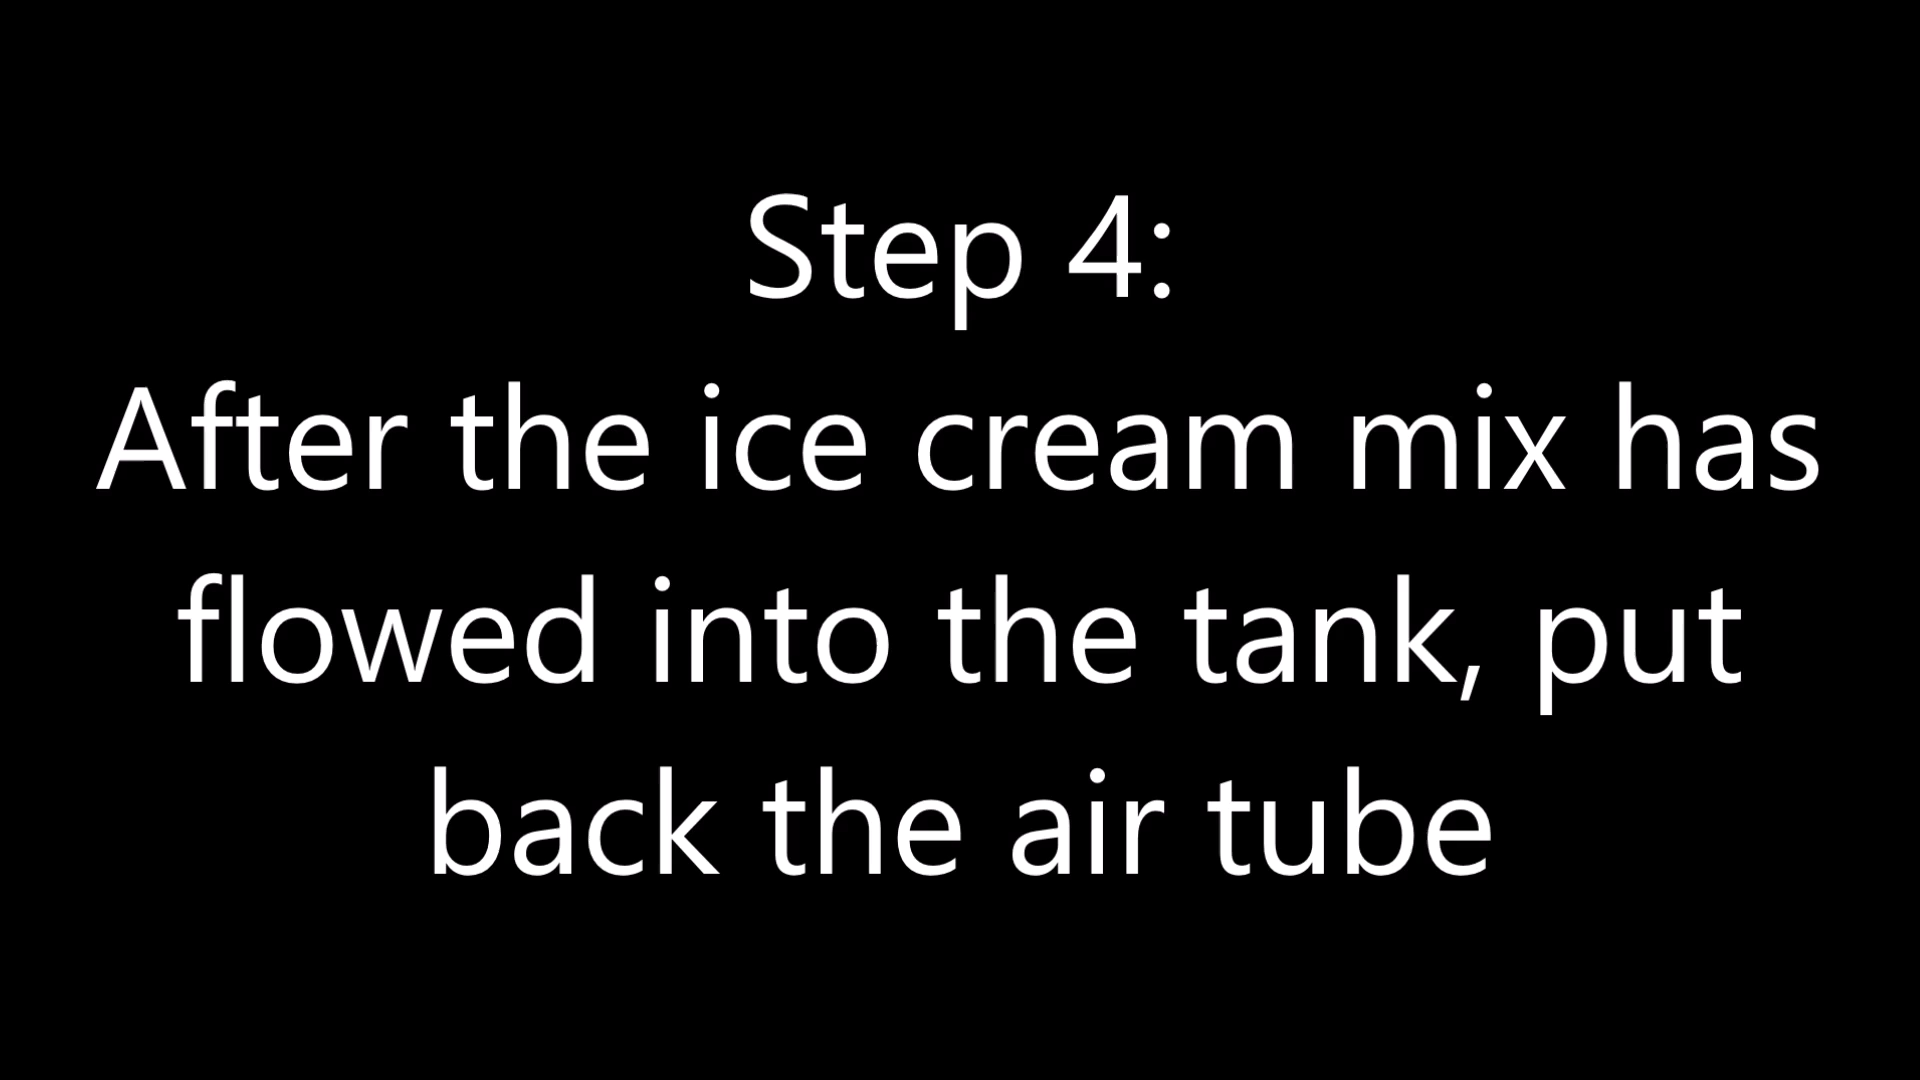 Step 4:
After the ice cream mix has
flowed into the tank, put
back the air tube